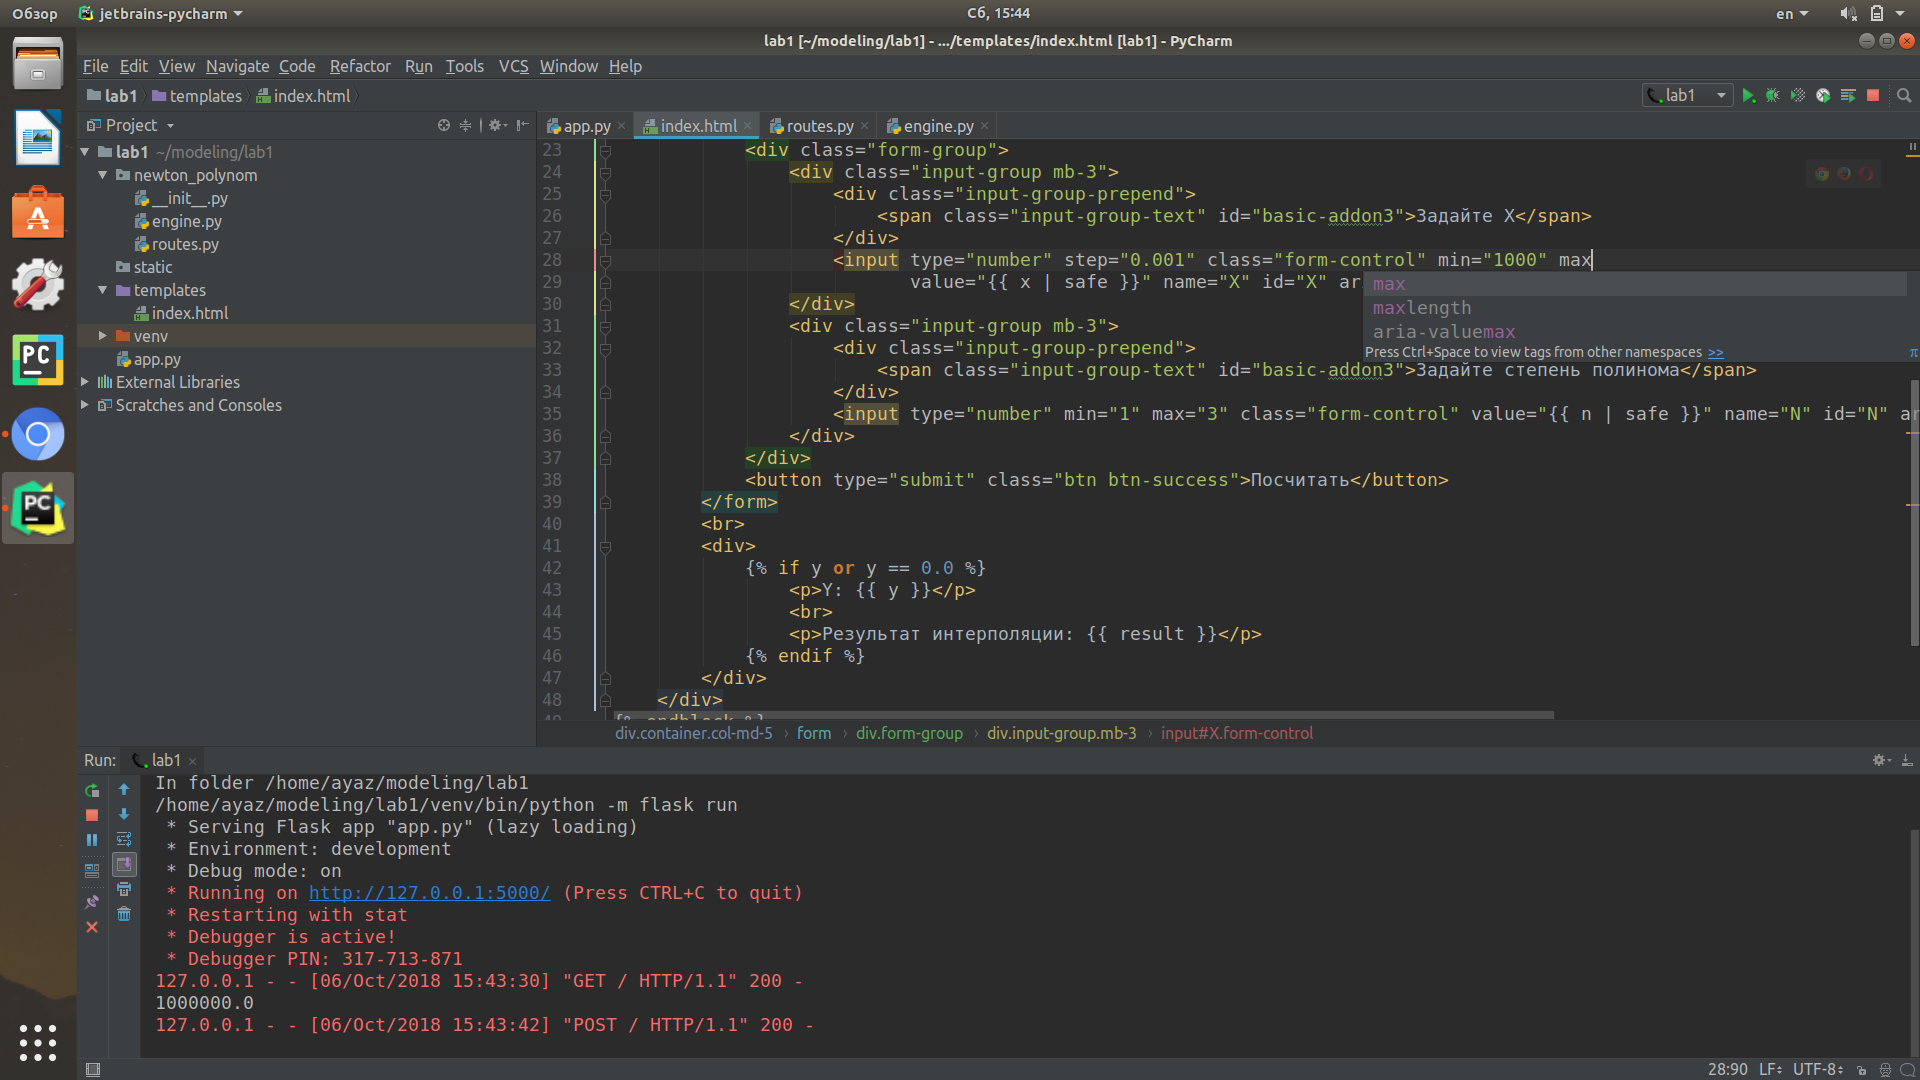 Обзор
jetbrains-pycharm
Сб, 15:44
en
lab1 [~/modeling/lab1] - .../templates/index.html [lab1] - PyCharm
File Edit View Navigate Code Refactor Run Tools VCS Window Help
lab1 templates index.html
lab1
Project
app.py index.html routes.py engine.py
lab1 ~/modeling/lab1
newton_polynom
__init__.py
engine.py
routes.py
static
templates
index.html
venv
app.py
External Libraries
Scratches and Consoles
23 <div class="form-group">
24 <div class="input-group mb-3">
25 <div class="input-group-prepend">
26 <span class="input-group-text" id="basic-addon3">Задайте X</span>
27 </div>
28 <input type="number" step="0.001" class="form-control" min="1000" max
29 value="{{ x | safe }}" name="X" id="X" ar
30 </div>
31 <div class="input-group mb-3">
32 <div class="input-group-prepend">
33 <span class="input-group-text" id="basic-addon3">Задайте степень полинома</span>
34 </div>
35 <input type="number" min="1" max="3" class="form-control" value="{{ n | safe }}" name="N" id="N" ar
36 </div>
37 </div>
38 <button type="submit" class="btn btn-success">Посчитать</button>
39 </form>
40 <br>
41 <div>
42 {% if y or y == 0.0 %}
43 <p>Y: {{ y }}</p>
44 <br>
45 <p>Результат интерполяции: {{ result }}</p>
46 {% endif %}
47 </div>
48 </div>
49 {% endblock %}
max
maxlength
aria-valuemax
Press Ctrl+Space to view tags from other namespaces >>
π
div.container.col-md-5 › form › div.form-group › div.input-group.mb-3 › input#X.form-control
Run: lab1
In folder /home/ayaz/modeling/lab1
/home/ayaz/modeling/lab1/venv/bin/python -m flask run
* Serving Flask app "app.py" (lazy loading)
* Environment: development
* Debug mode: on
* Running on http://127.0.0.1:5000/ (Press CTRL+C to quit)
* Restarting with stat
* Debugger is active!
* Debugger PIN: 317-713-871
127.0.0.1 - - [06/Oct/2018 15:43:30] "GET / HTTP/1.1" 200 -
1000000.0
127.0.0.1 - - [06/Oct/2018 15:43:42] "POST / HTTP/1.1" 200 -
28:90 LF UTF-8